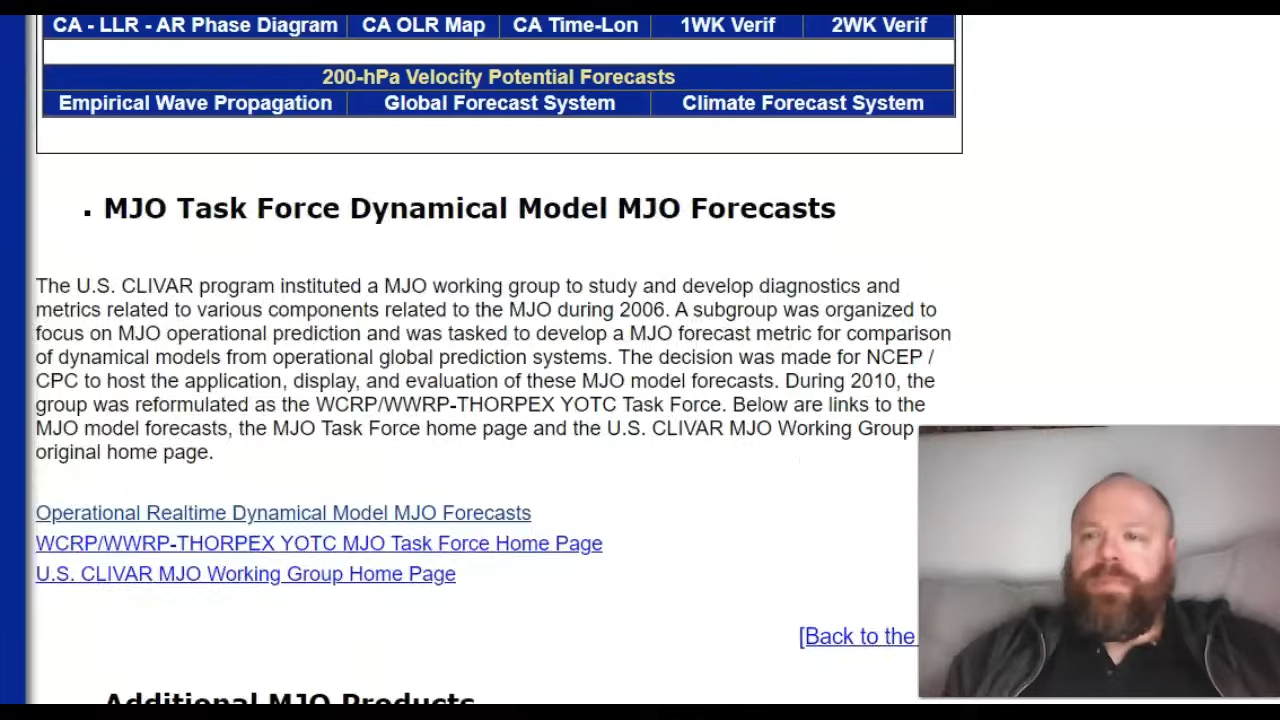 CA - LLR - AR Phase Diagram CA OLR Map CA Time-Lon 1WK Verif 2WK Verif
200-hPa Velocity Potential Forecasts
Empirical Wave Propagation Global Forecast System Climate Forecast System
MJO Task Force Dynamical Model MJO Forecasts
The U.S. CLIVAR program instituted a MJO working group to study and develop diagnostics and
metrics related to various components related to the MJO during 2006. A subgroup was organized to
focus on MJO operational prediction and was tasked to develop a MJO forecast metric for comparison
of dynamical models from operational global prediction systems. The decision was made for NCEP /
CPC to host the application, display, and evaluation of these MJO model forecasts. During 2010, the
group was reformulated as the WCRP/WWRP-THORPEX YOTC Task Force. Below are links to the
MJO model forecasts, the MJO Task Force home page and the U.S. CLIVAR MJO Working Group
original home page.
Operational Realtime Dynamical Model MJO Forecasts
WCRP/WWRP-THORPEX YOTC MJO Task Force Home Page
U.S. CLIVAR MJO Working Group Home Page
[Back to the
Additional MJO Products